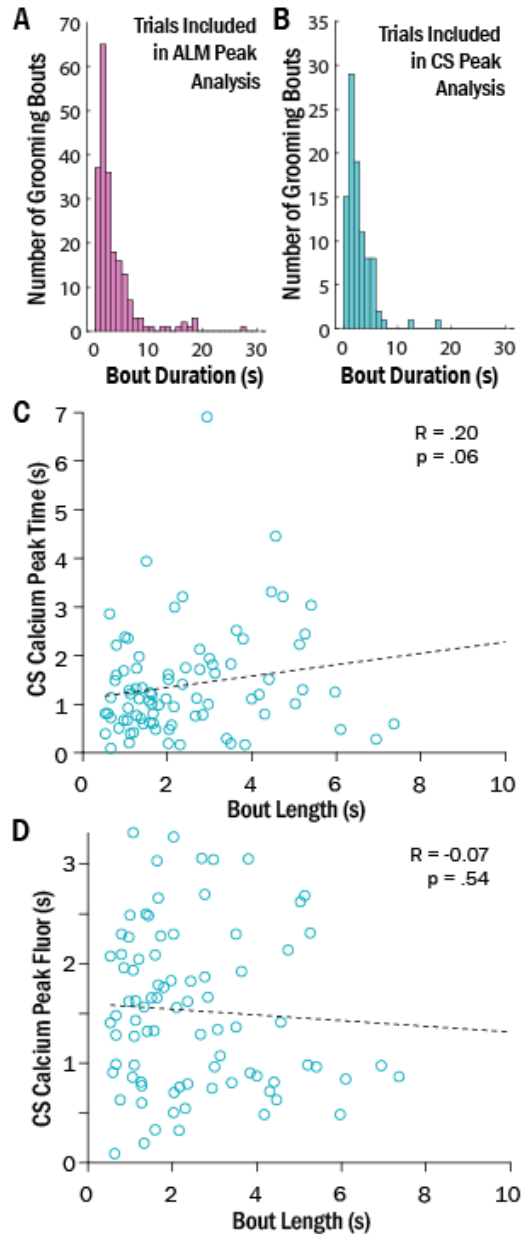 A
Trials Included
in ALM Peak
Analysis
Number of Grooming Bouts
70
60
50
40
30
20
10
0
0 10 20 30
Bout Duration (s)
B
Trials Included
in CS Peak
Analysis
Number of Grooming Bouts
35
30
25
20
15
10
5
0
0 10 20 30
Bout Duration (s)
C
R = .20
p = .06
CS Calcium Peak Time (s)
7
6
5
4
3
2
1
0
0 2 4 6 8 10
Bout Length (s)
D
R = -0.07
p = .54
CS Calcium Peak Fluor (s)
3
2
1
0
0 2 4 6 8 10
Bout Length (s)